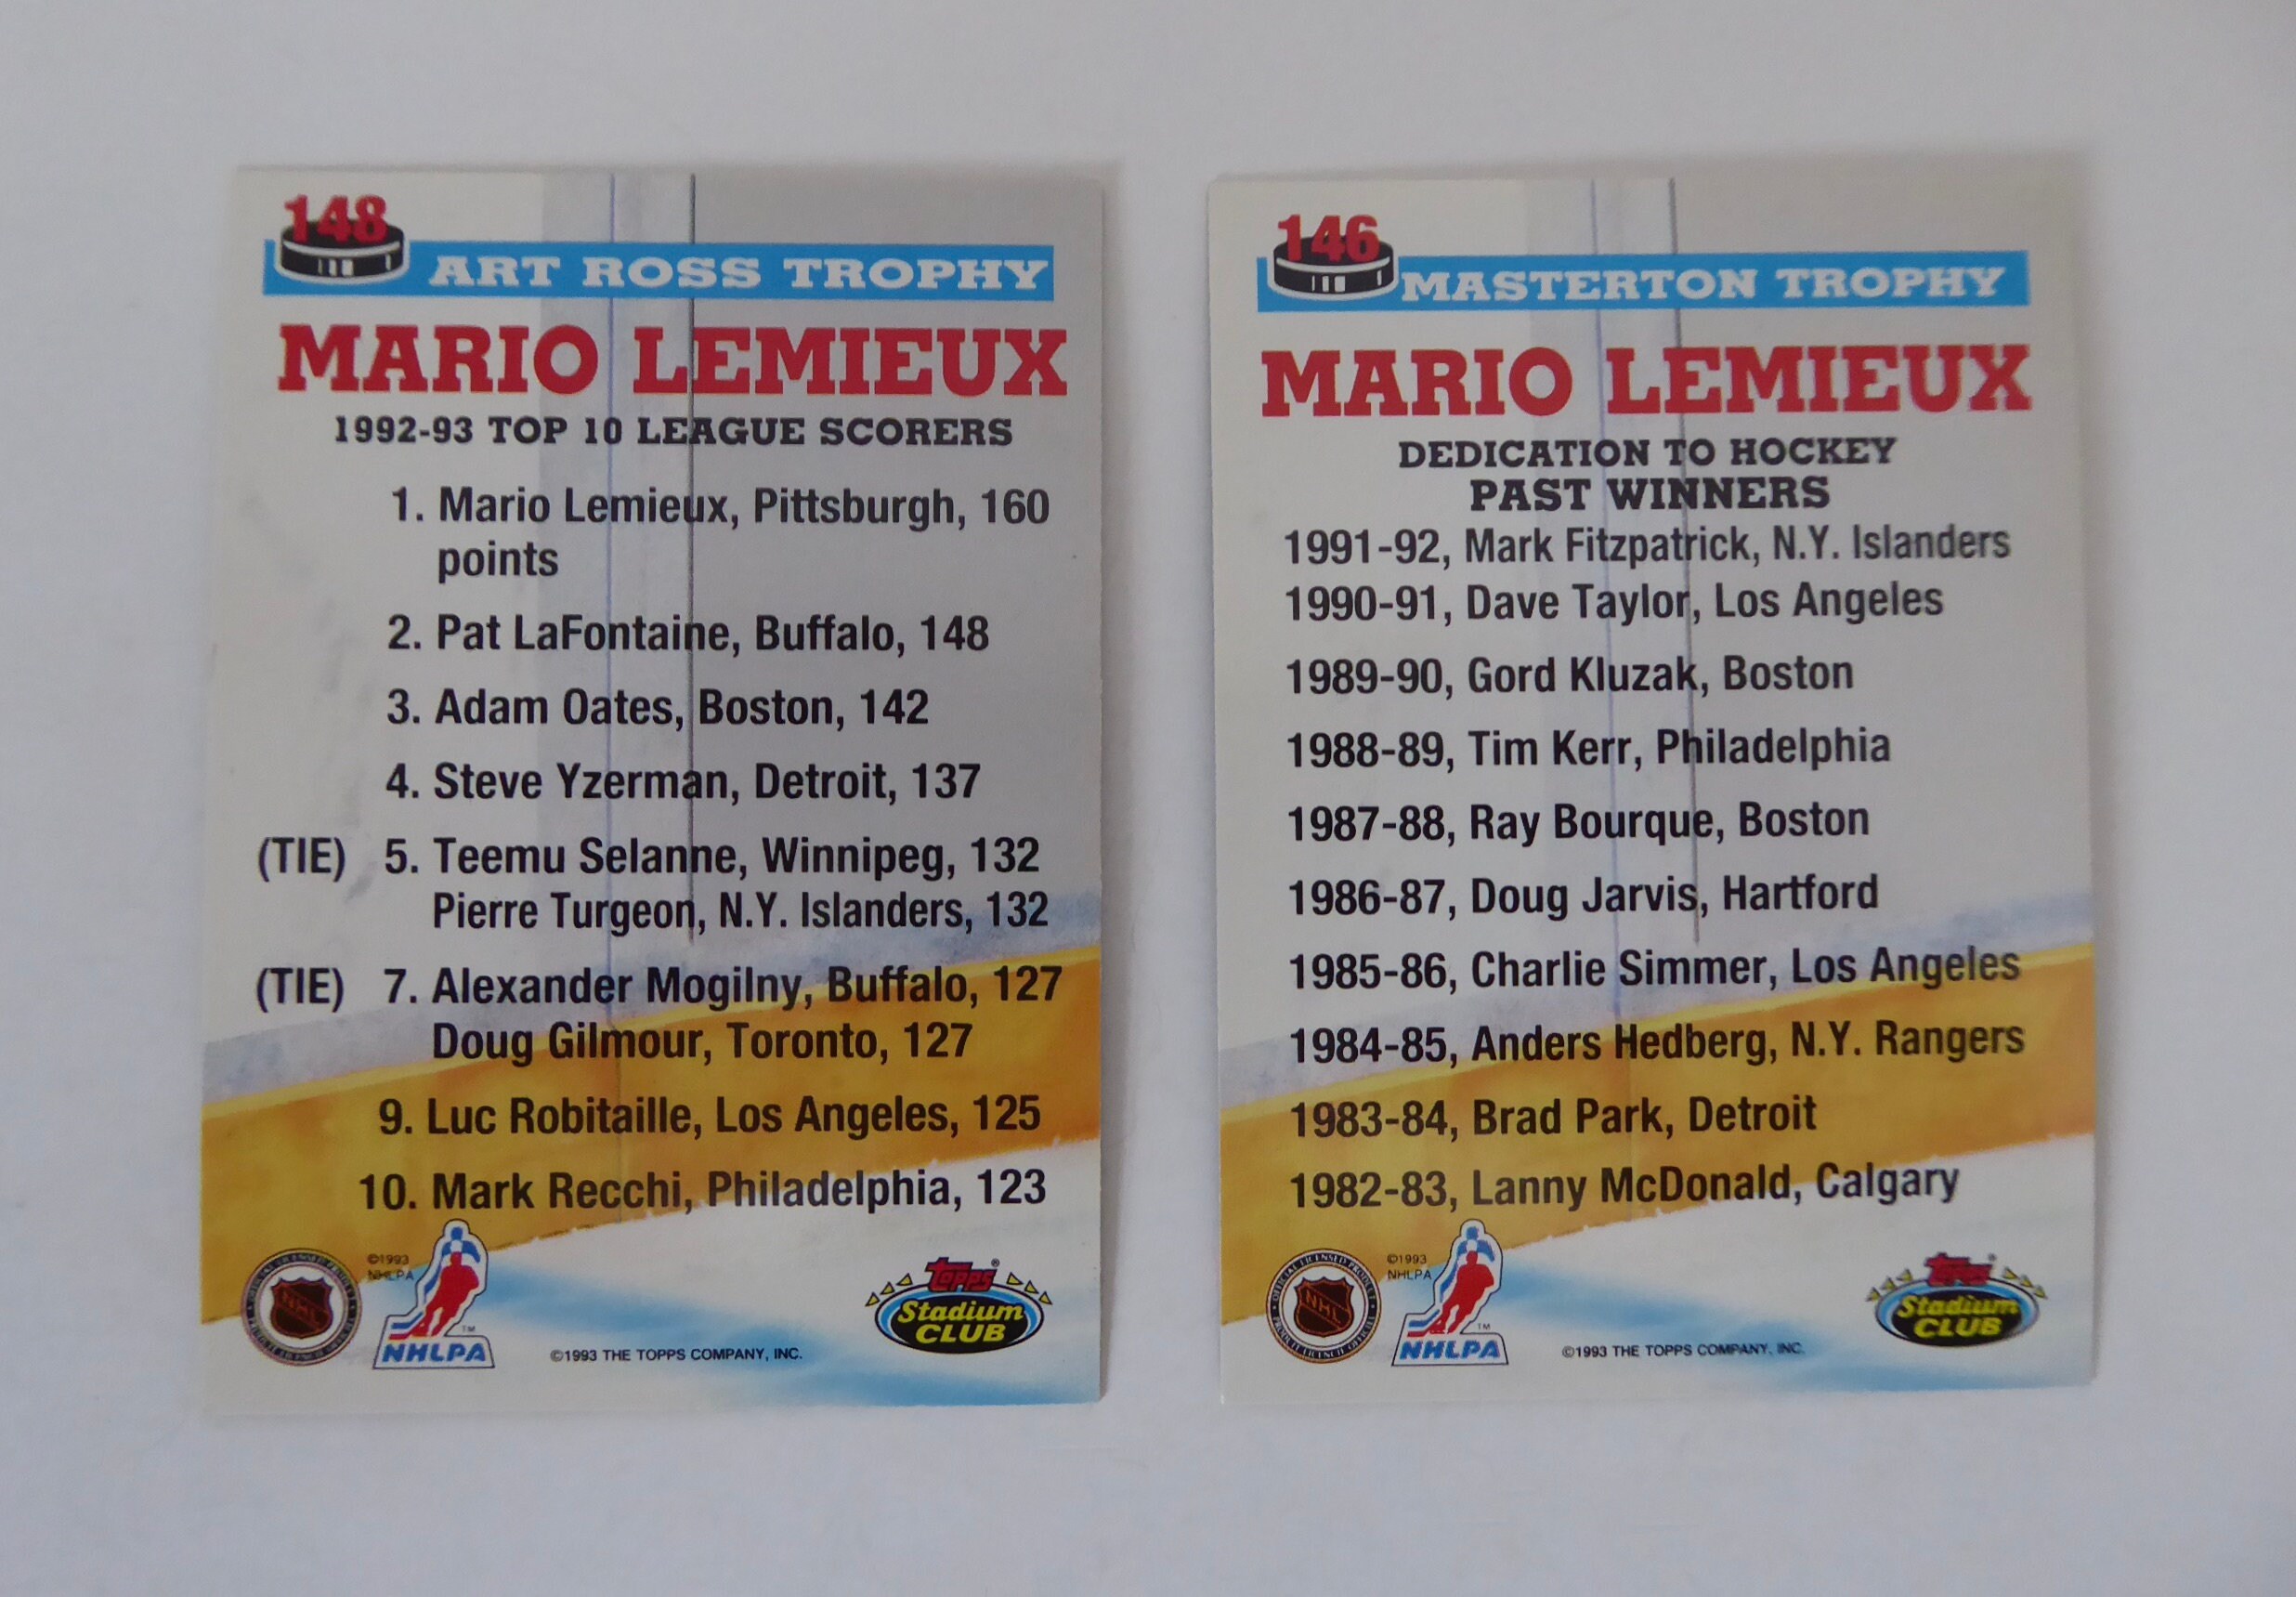 148
ART ROSS TROPHY
MARIO LEMIEUX
1992-93 TOP 10 LEAGUE SCORERS
1. Mario Lemieux, Pittsburgh, 160
points
2. Pat LaFontaine, Buffalo, 148
3. Adam Oates, Boston, 142
4. Steve Yzerman, Detroit, 137
(TIE) 5. Teemu Selanne, Winnipeg, 132
Pierre Turgeon, N.Y. Islanders, 132
(TIE) 7. Alexander Mogilny, Buffalo, 127
Doug Gilmour, Toronto, 127
9. Luc Robitaille, Los Angeles, 125
10. Mark Recchi, Philadelphia, 123
NHL
©1993
NHLPA
TM
NHLPA
©1993 THE TOPPS COMPANY, INC.
TOPPS®
Stadium
CLUB
146
MASTERTON TROPHY
MARIO LEMIEUX
DEDICATION TO HOCKEY
PAST WINNERS
1991-92, Mark Fitzpatrick, N.Y. Islanders
1990-91, Dave Taylor, Los Angeles
1989-90, Gord Kluzak, Boston
1988-89, Tim Kerr, Philadelphia
1987-88, Ray Bourque, Boston
1986-87, Doug Jarvis, Hartford
1985-86, Charlie Simmer, Los Angeles
1984-85, Anders Hedberg, N.Y. Rangers
1983-84, Brad Park, Detroit
1982-83, Lanny McDonald, Calgary
OFFICIAL LICENSED PRODUCT
NHL
©1993
NHLPA
TM
NHLPA
©1993 THE TOPPS COMPANY, INC.
TOPPS®
Stadium
CLUB